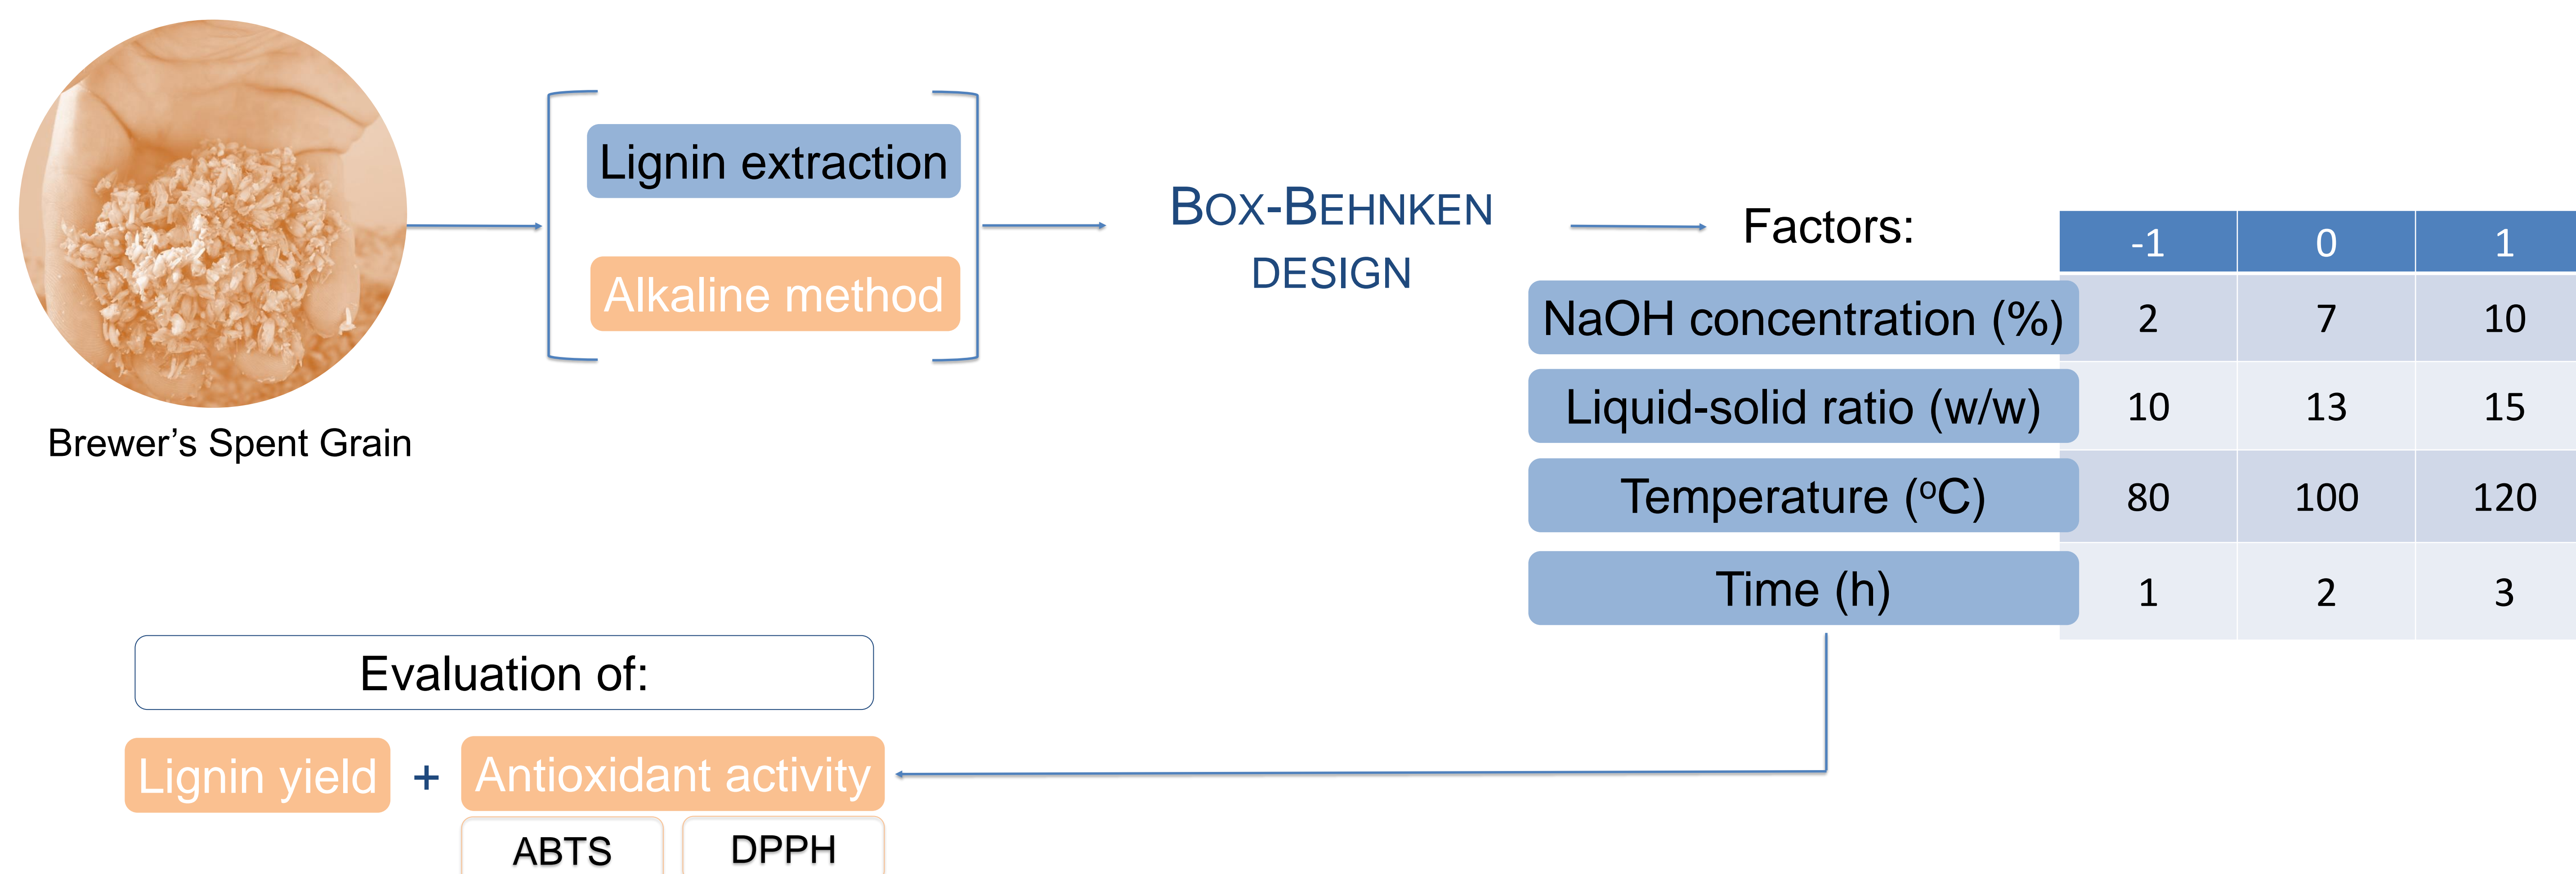 Lignin extraction
Alkaline method
Brewer’s Spent Grain
BOX-BEHNKEN
DESIGN
Factors:
-1 0 1
NaOH concentration (%) 2 7 10
Liquid-solid ratio (w/w) 10 13 15
Temperature (ºC) 80 100 120
Time (h) 1 2 3
Evaluation of:
Lignin yield + Antioxidant activity
ABTS DPPH